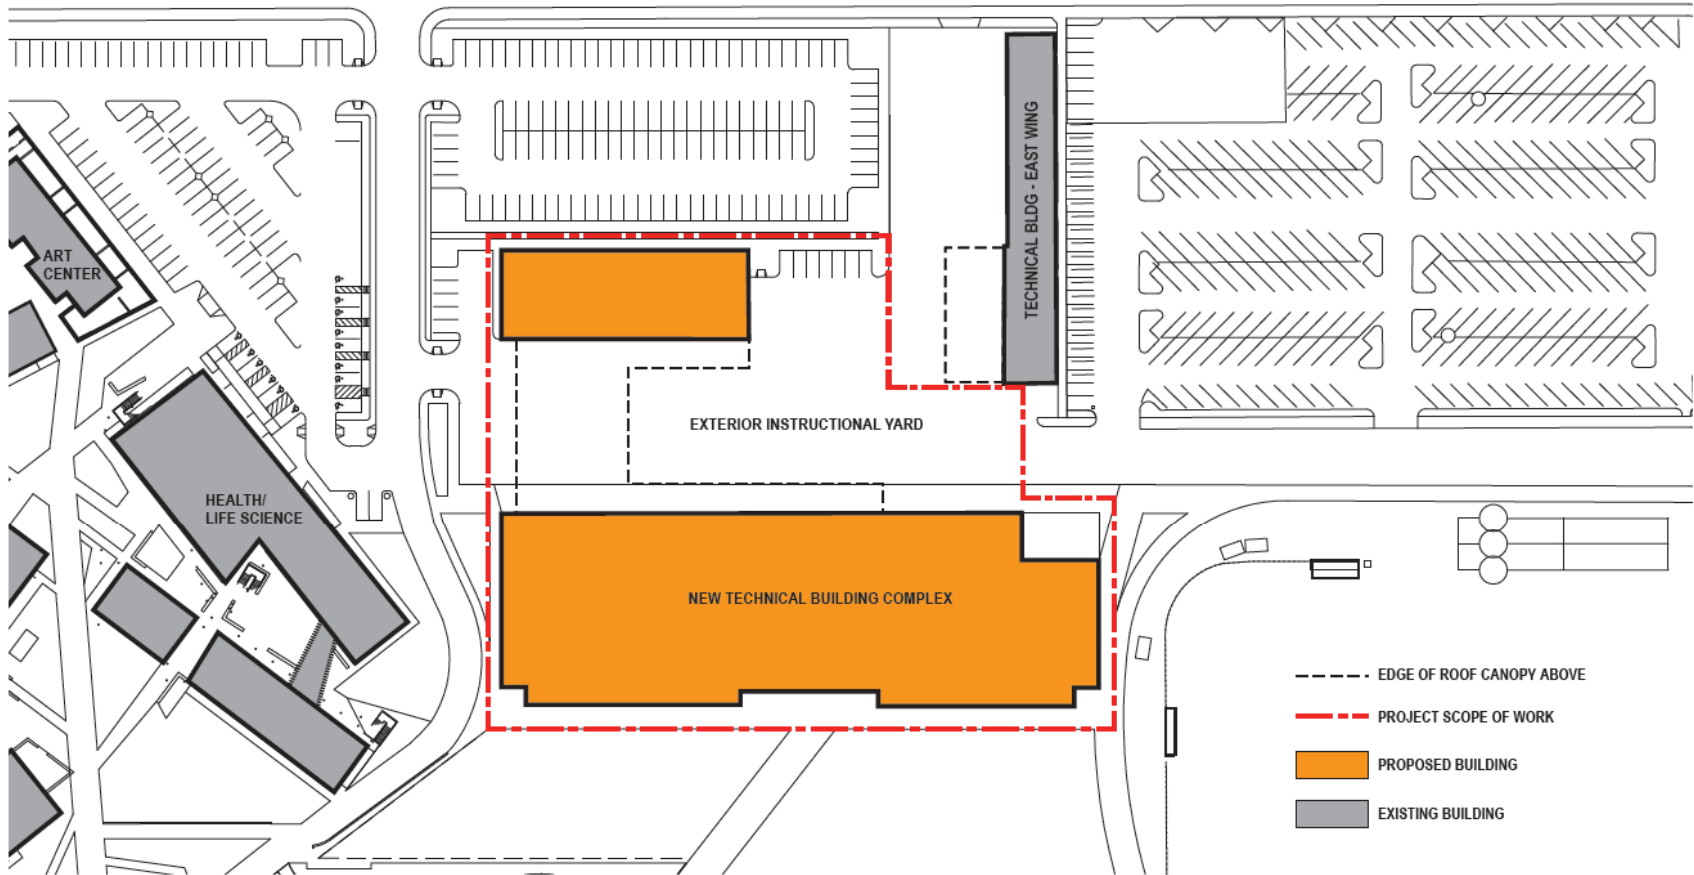 TECHNICAL BLDG - EAST WING
ART
CENTER
EXTERIOR INSTRUCTIONAL YARD
HEALTH/
LIFE SCIENCE
NEW TECHNICAL BUILDING COMPLEX
EDGE OF ROOF CANOPY ABOVE
PROJECT SCOPE OF WORK
PROPOSED BUILDING
EXISTING BUILDING